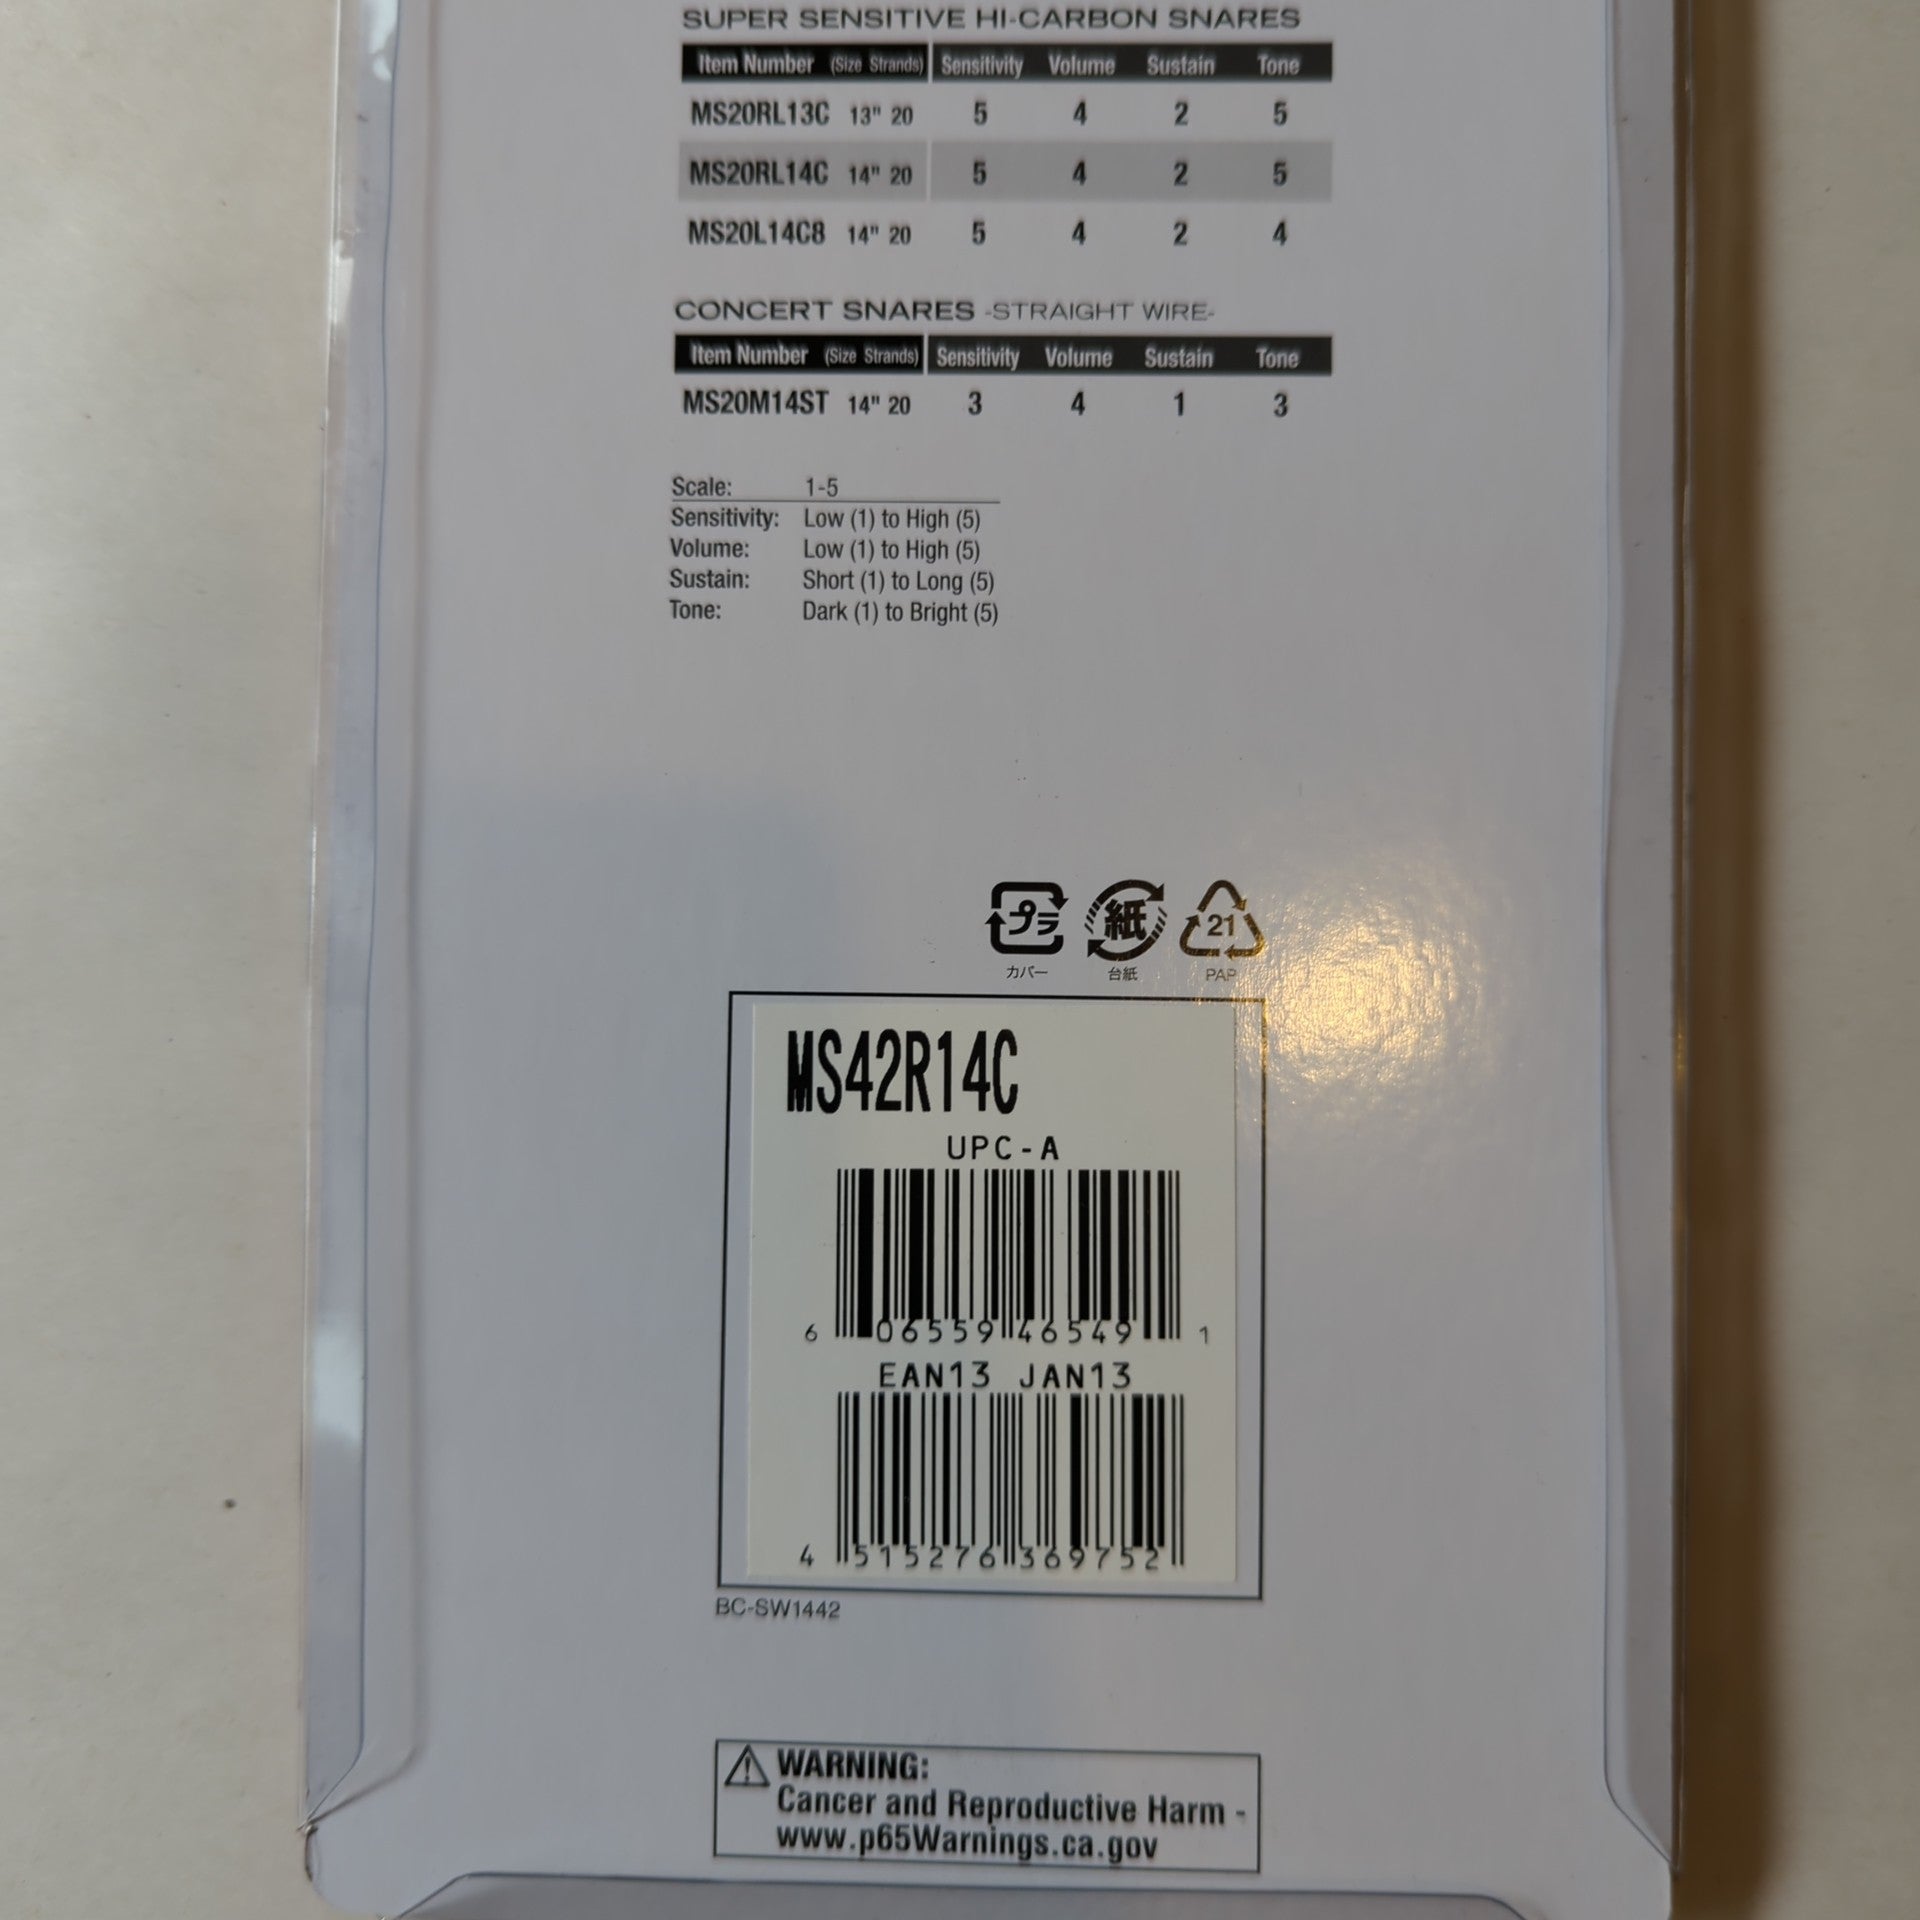 SUPER SENSITIVE HI-CARBON SNARES
Item Number (Size Strands) Sensitivity Volume Sustain Tone
MS20RL13C 13" 20 5 4 2 5
MS20RL14C 14" 20 5 4 2 5
MS20L14C8 14" 20 5 4 2 4
CONCERT SNARES -STRAIGHT WIRE-
Item Number (Size Strands) Sensitivity Volume Sustain Tone
MS20M14ST 14" 20 3 4 1 3
Scale: 1-5
Sensitivity: Low (1) to High (5)
Volume: Low (1) to High (5)
Sustain: Short (1) to Long (5)
Tone: Dark (1) to Bright (5)
プラ 紙 21
カバー 台紙 PAP
MS42R14C
UPC-A
6 06559 46549 1
EAN13 JAN13
4 515276 369752
BC-SW1442
WARNING:
Cancer and Reproductive Harm -
www.p65Warnings.ca.gov